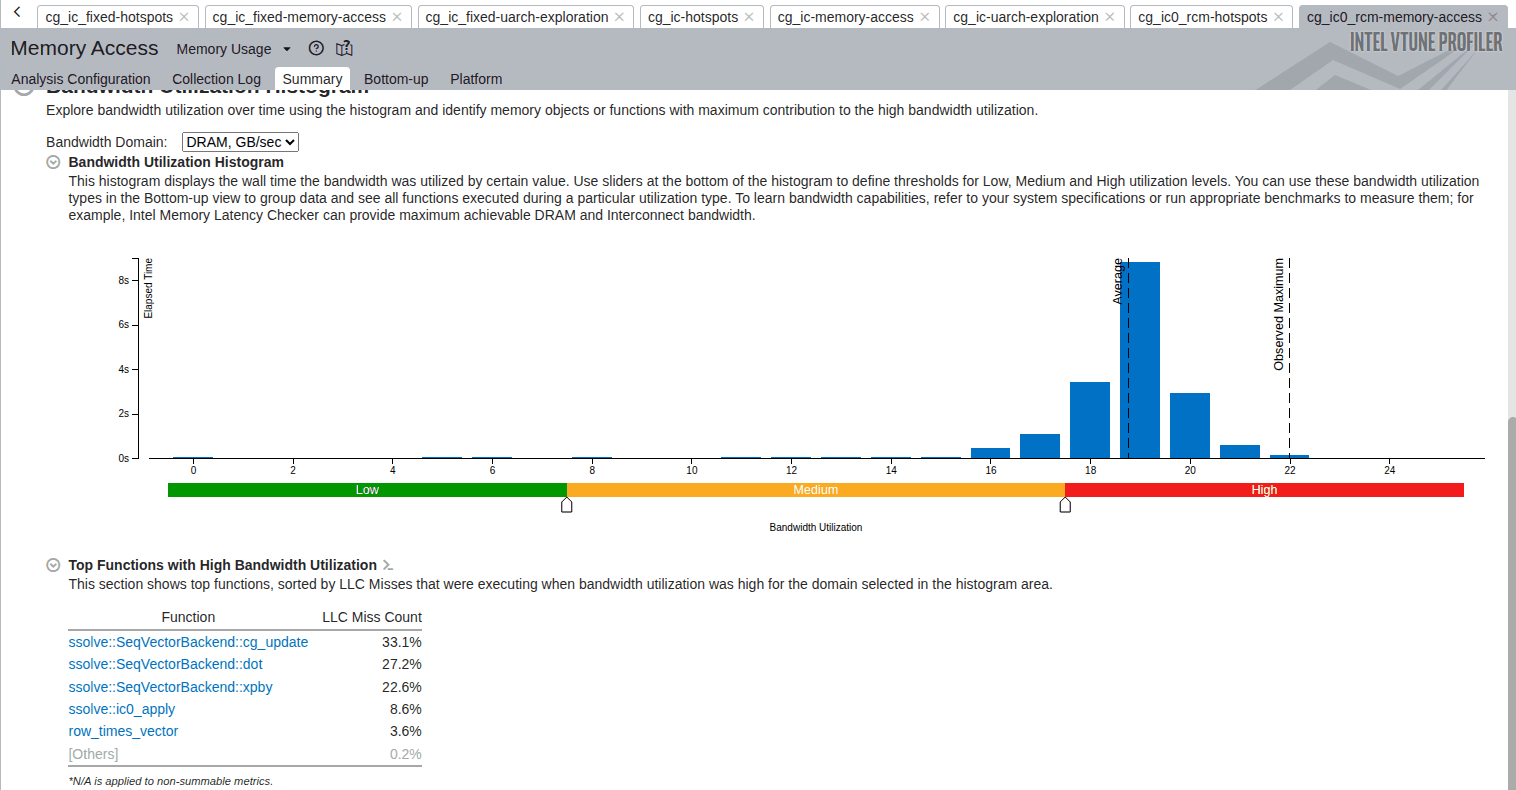 cg_ic_fixed-hotspots
cg_ic_fixed-memory-access
cg_ic_fixed-uarch-exploration
cg_ic-hotspots
cg_ic-memory-access
cg_ic-uarch-exploration
cg_ic0_rcm-hotspots
cg_ic0_rcm-memory-access
Memory Access
Memory Usage
INTEL VTUNE PROFILER
Analysis Configuration
Collection Log
Summary
Bottom-up
Platform
Bandwidth Utilization Histogram
Explore bandwidth utilization over time using the histogram and identify memory objects or functions with maximum contribution to the high bandwidth utilization.
Bandwidth Domain:
DRAM, GB/sec
Bandwidth Utilization Histogram
This histogram displays the wall time the bandwidth was utilized by certain value. Use sliders at the bottom of the histogram to define thresholds for Low, Medium and High utilization levels. You can use these bandwidth utilization
types in the Bottom-up view to group data and see all functions executed during a particular utilization type. To learn bandwidth capabilities, refer to your system specifications or run appropriate benchmarks to measure them; for
example, Intel Memory Latency Checker can provide maximum achievable DRAM and Interconnect bandwidth.
8s
6s
4s
2s
0s
Elapsed Time
Average
Observed Maximum
0 2 4 6 8 10 12 14 16 18 20 22 24
Low
Medium
High
Bandwidth Utilization
Top Functions with High Bandwidth Utilization
This section shows top functions, sorted by LLC Misses that were executing when bandwidth utilization was high for the domain selected in the histogram area.
Function LLC Miss Count
ssolve::SeqVectorBackend::cg_update 33.1%
ssolve::SeqVectorBackend::dot 27.2%
ssolve::SeqVectorBackend::xpby 22.6%
ssolve::ic0_apply 8.6%
row_times_vector 3.6%
[Others] 0.2%
*N/A is applied to non-summable metrics.